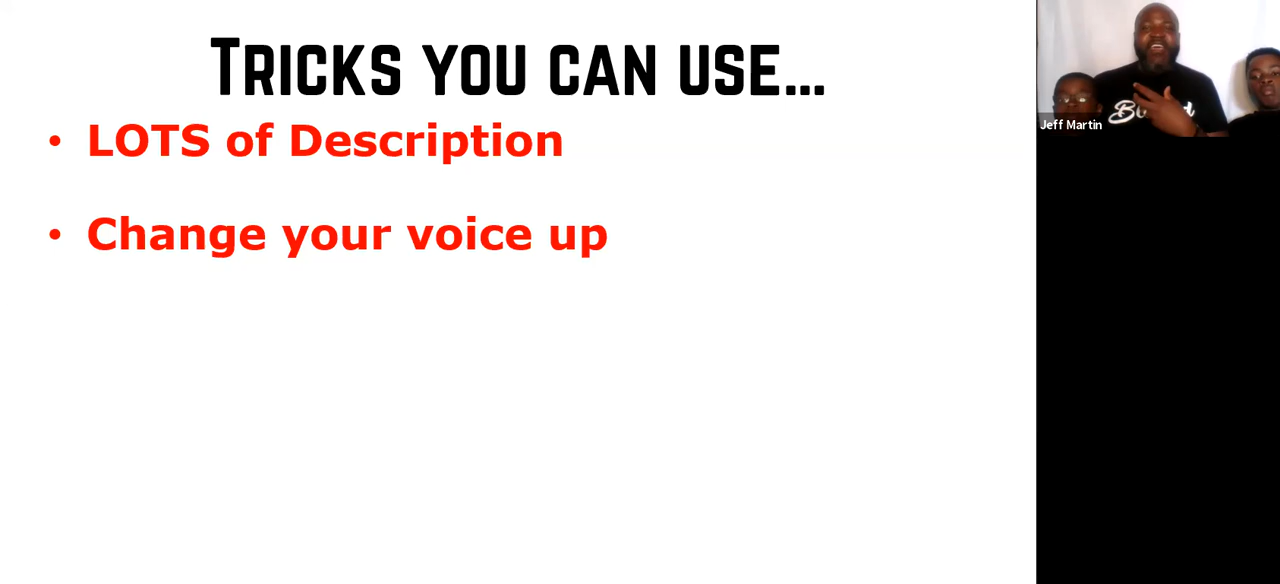 Tricks you can use...
• LOTS of Description
• Change your voice up
Jeff Martin